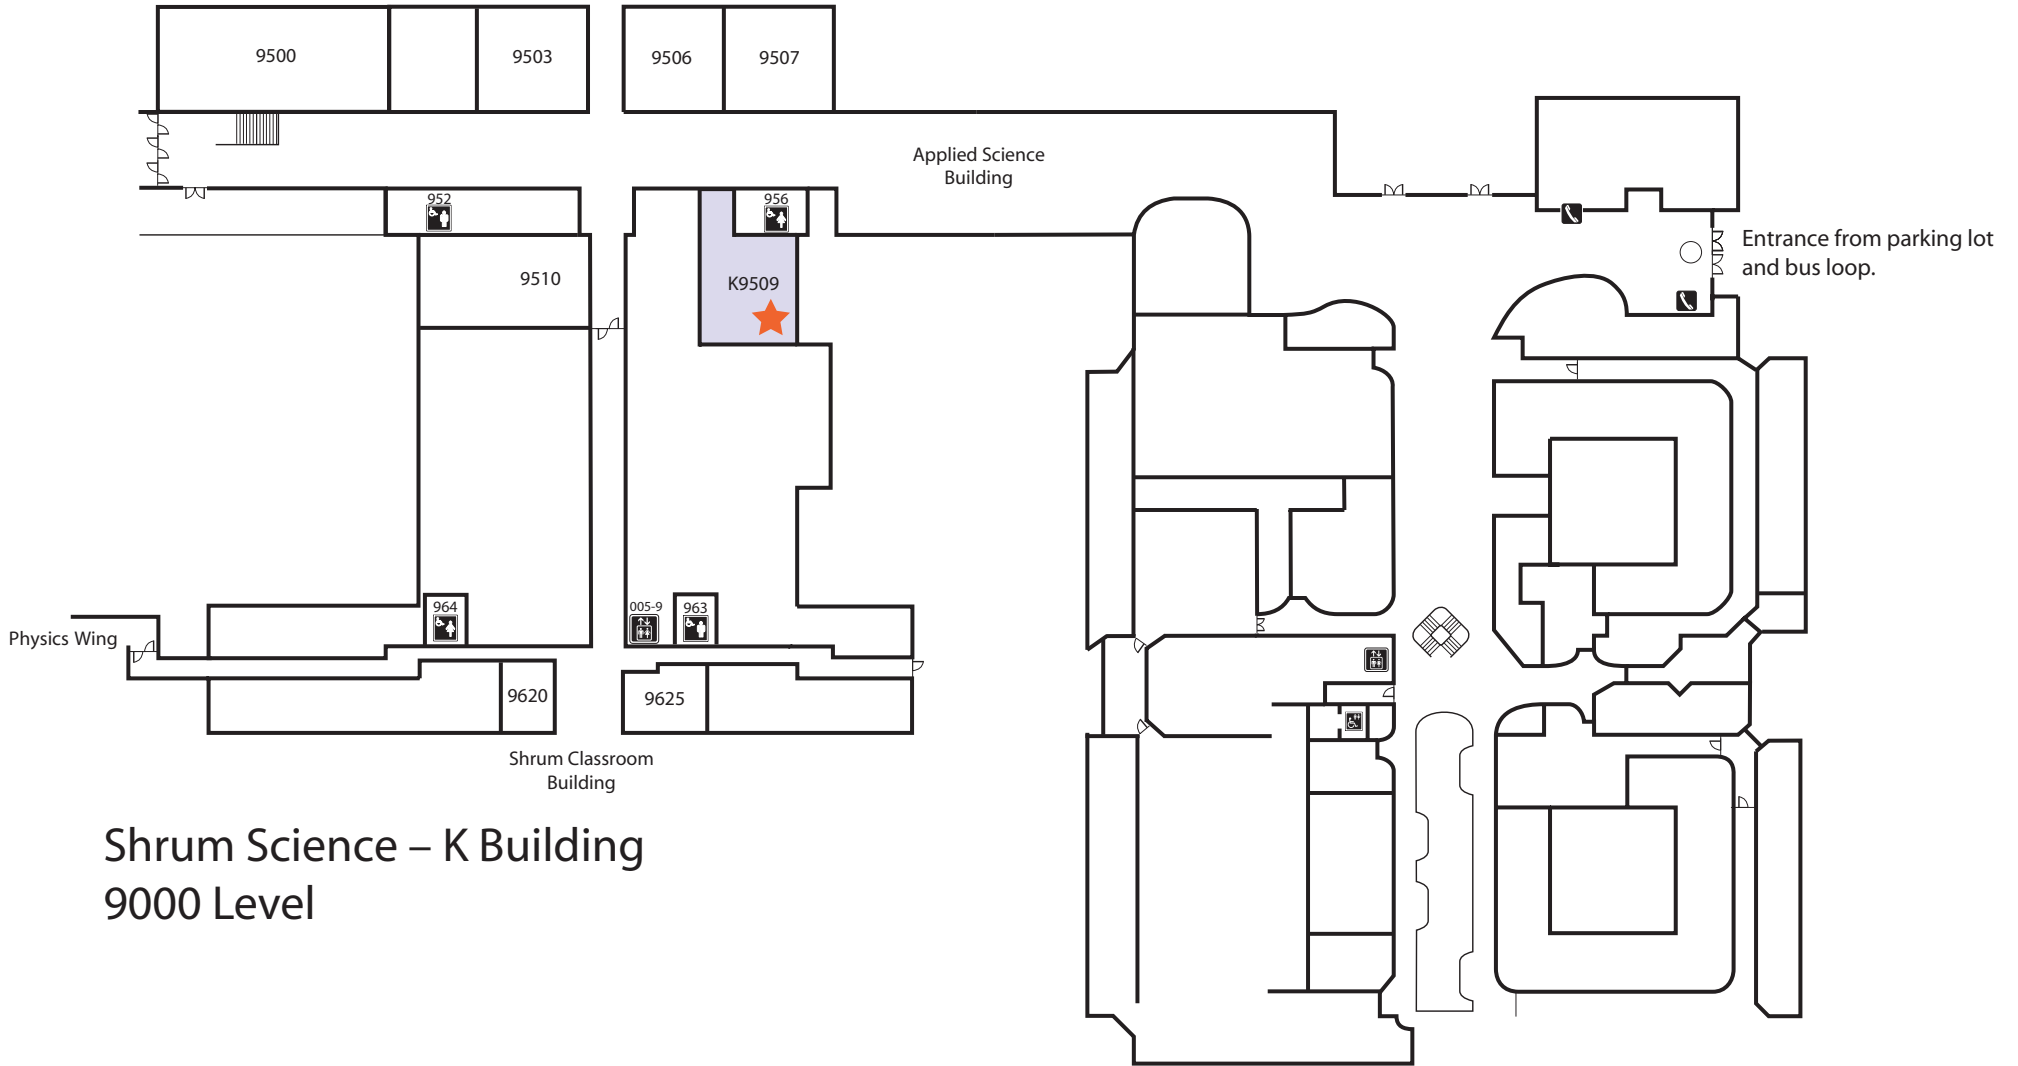 9500
9503
9506
9507
Applied Science
Building
952
956
Entrance from parking lot
and bus loop.
9510
K9509
964
005-9
963
Physics Wing
9620
9625
Shrum Classroom
Building
Shrum Science – K Building
9000 Level